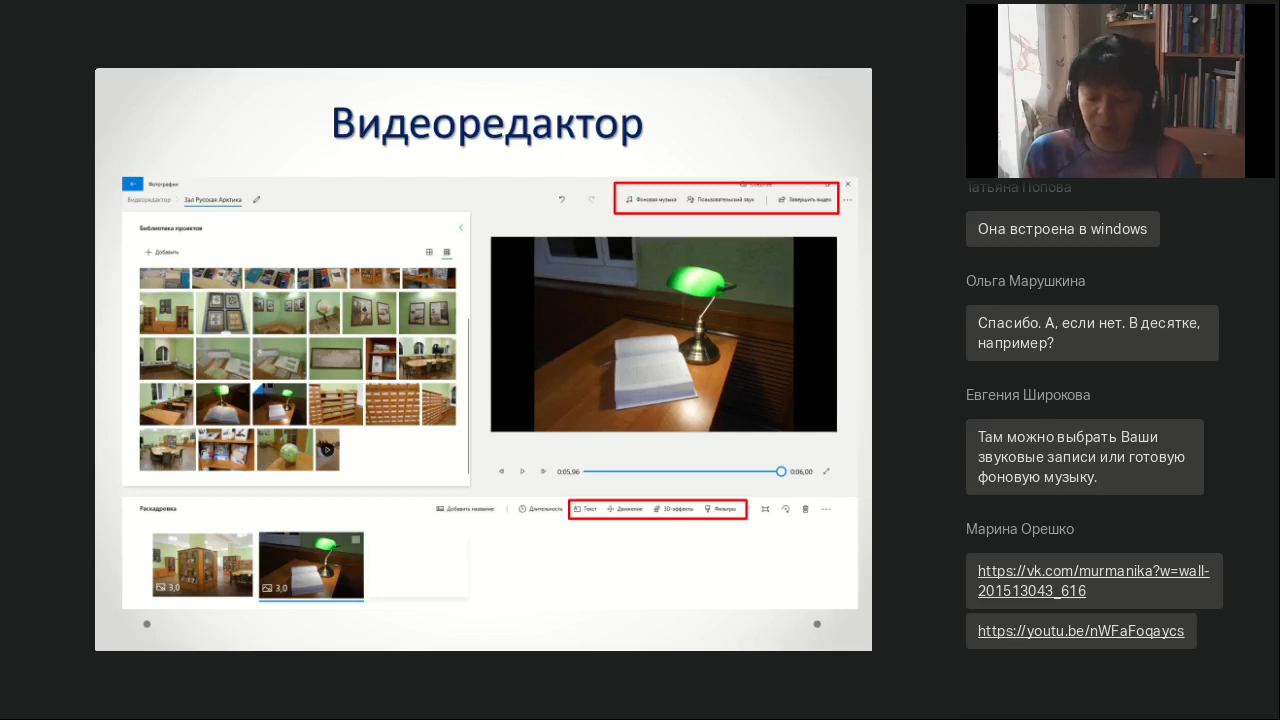 Видеоредактор
Фотографии
Видеоредактор Зал Русская Арктика
Фоновая музыка Пользовательский звук Завершить видео
Библиотека проектов
Добавить
0:05,96 0:06,00
Раскадровка Добавить название Длительность Текст Движение 3D-эффекты Фильтры
3,0 3,0
Татьяна Попова
Она встроена в windows
Ольга Марушкина
Спасибо. А, если нет. В десятке,
например?
Евгения Широкова
Там можно выбрать Ваши
звуковые записи или готовую
фоновую музыку.
Марина Орешко
https://vk.com/murmanika?w=wall-
201513043_616
https://youtu.be/nWFaFoqaycs